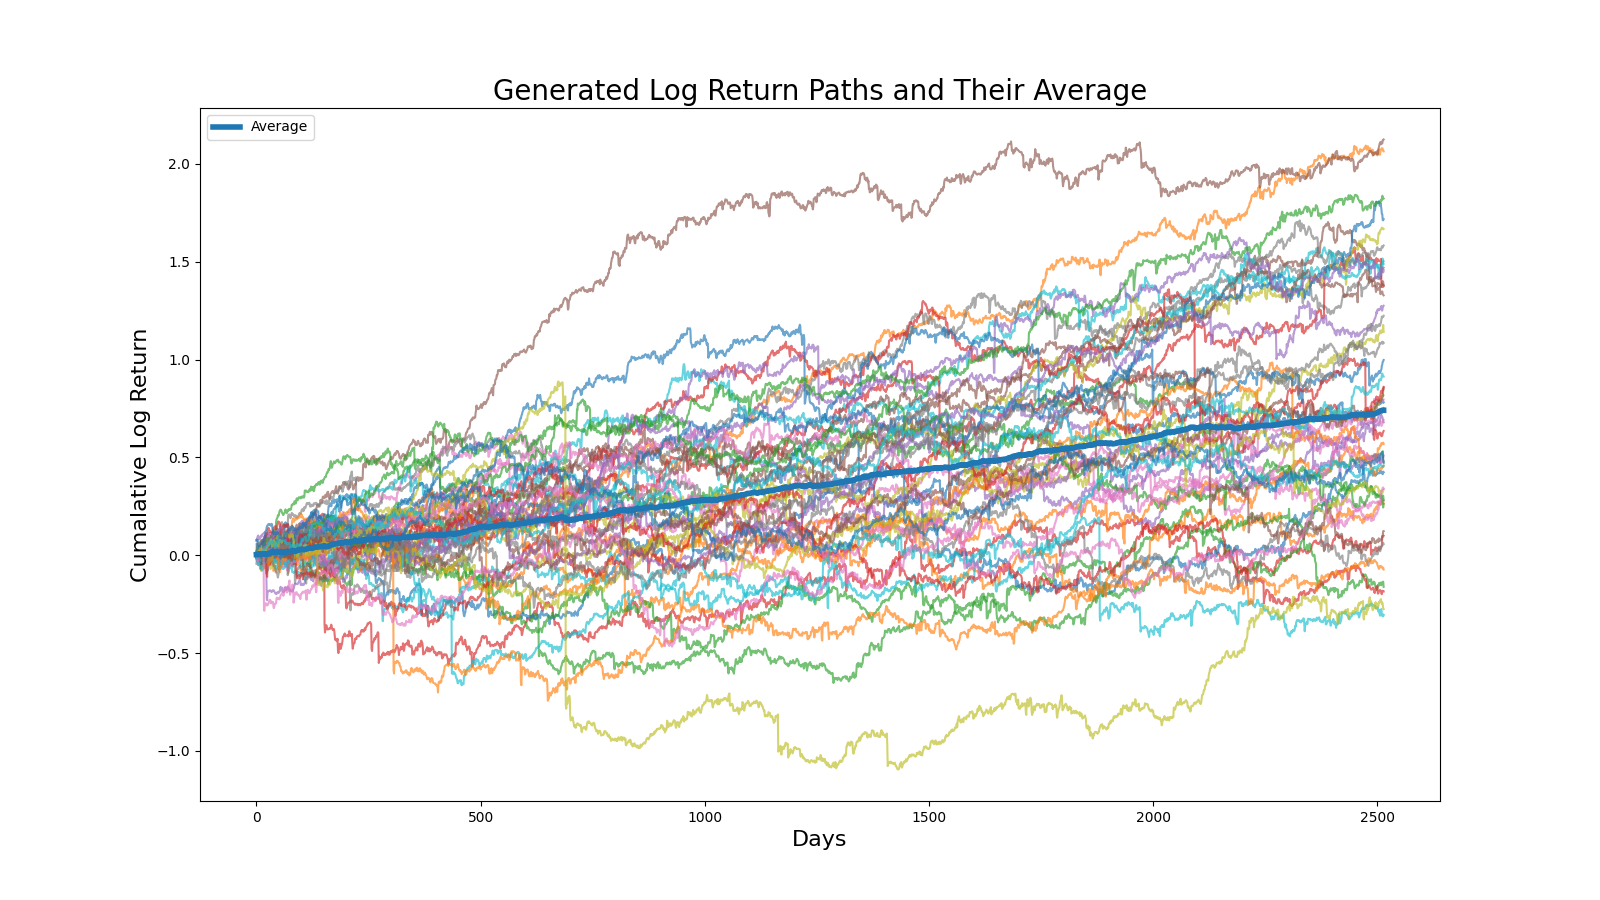 Generated Log Return Paths and Their Average
Average
2.0
1.5
1.0
0.5
0.0
−0.5
−1.0
Cumalative Log Return
0 500 1000 1500 2000 2500
Days